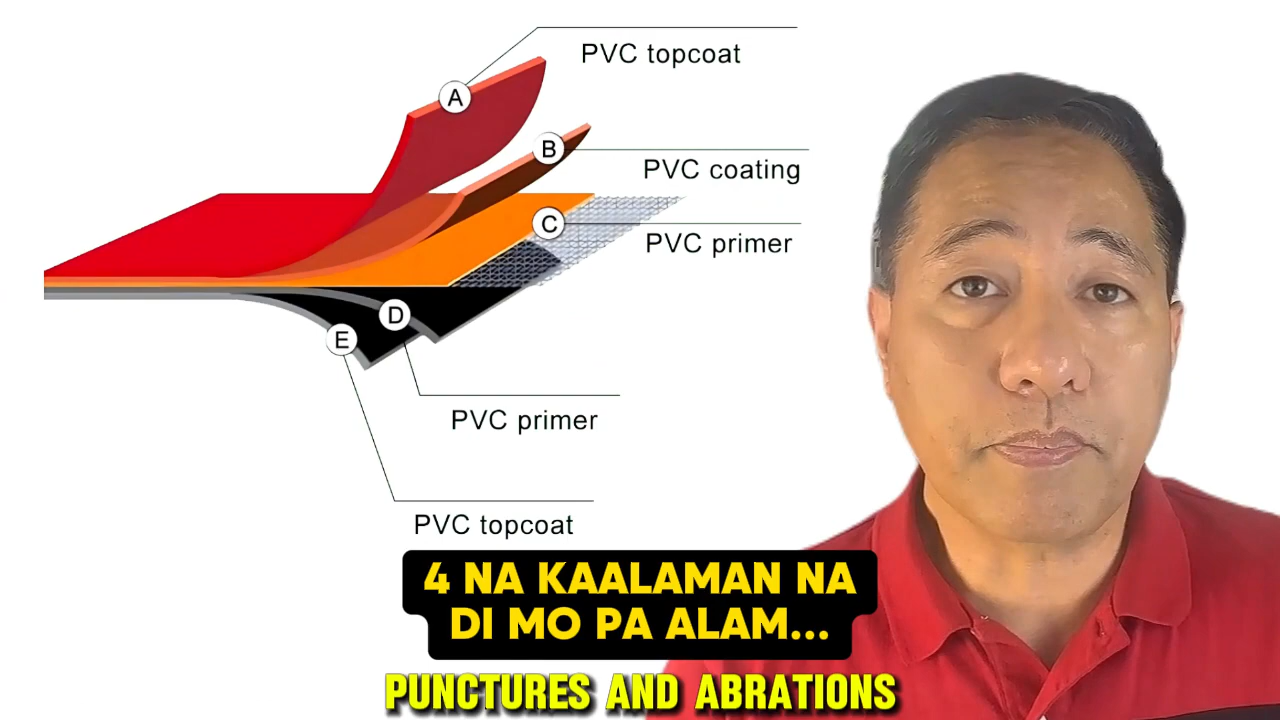 A
PVC topcoat
B
PVC coating
C
PVC primer
D
E
PVC primer
PVC topcoat
4 NA KAALAMAN NA
DI MO PA ALAM...
PUNCTURES AND ABRATIONS